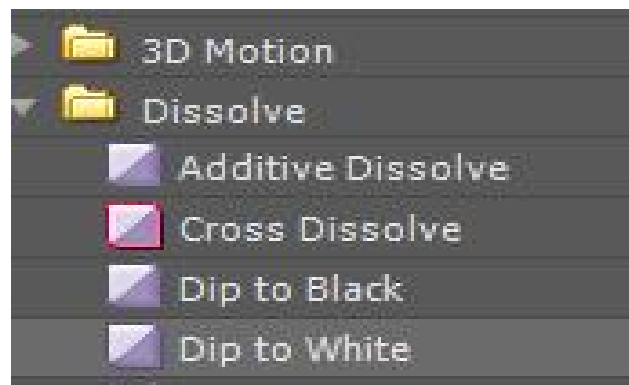 3D Motion
Dissolve
Additive Dissolve
Cross Dissolve
Dip to Black
Dip to White